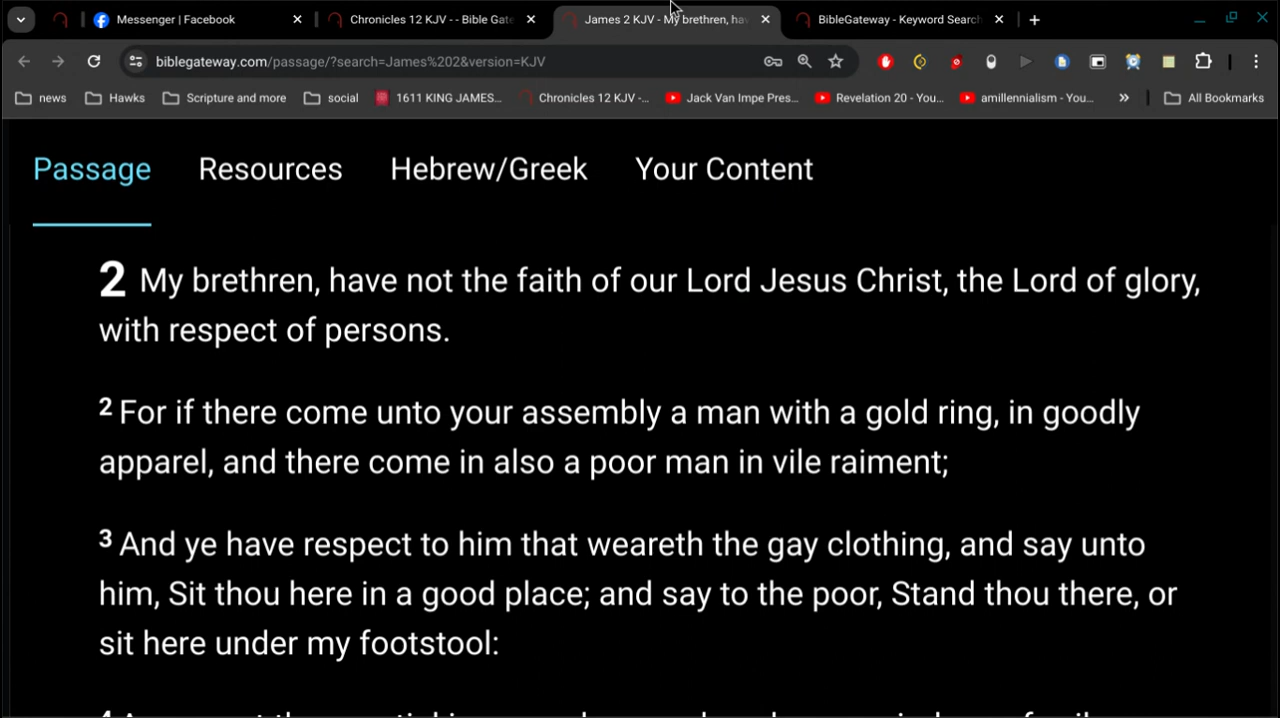 Messenger | Facebook
Chronicles 12 KJV - - Bible Gate
James 2 KJV - My brethren, hav
BibleGateway - Keyword Search
biblegateway.com/passage/?search=James%202&version=KJV
news
Hawks
Scripture and more
social
1611 KING JAMES...
Chronicles 12 KJV -...
Jack Van Impe Pres...
Revelation 20 - You...
amillennialism - You...
All Bookmarks
Passage
Resources
Hebrew/Greek
Your Content
2 My brethren, have not the faith of our Lord Jesus Christ, the Lord of glory,
with respect of persons.
2 For if there come unto your assembly a man with a gold ring, in goodly
apparel, and there come in also a poor man in vile raiment;
3 And ye have respect to him that weareth the gay clothing, and say unto
him, Sit thou here in a good place; and say to the poor, Stand thou there, or
sit here under my footstool: